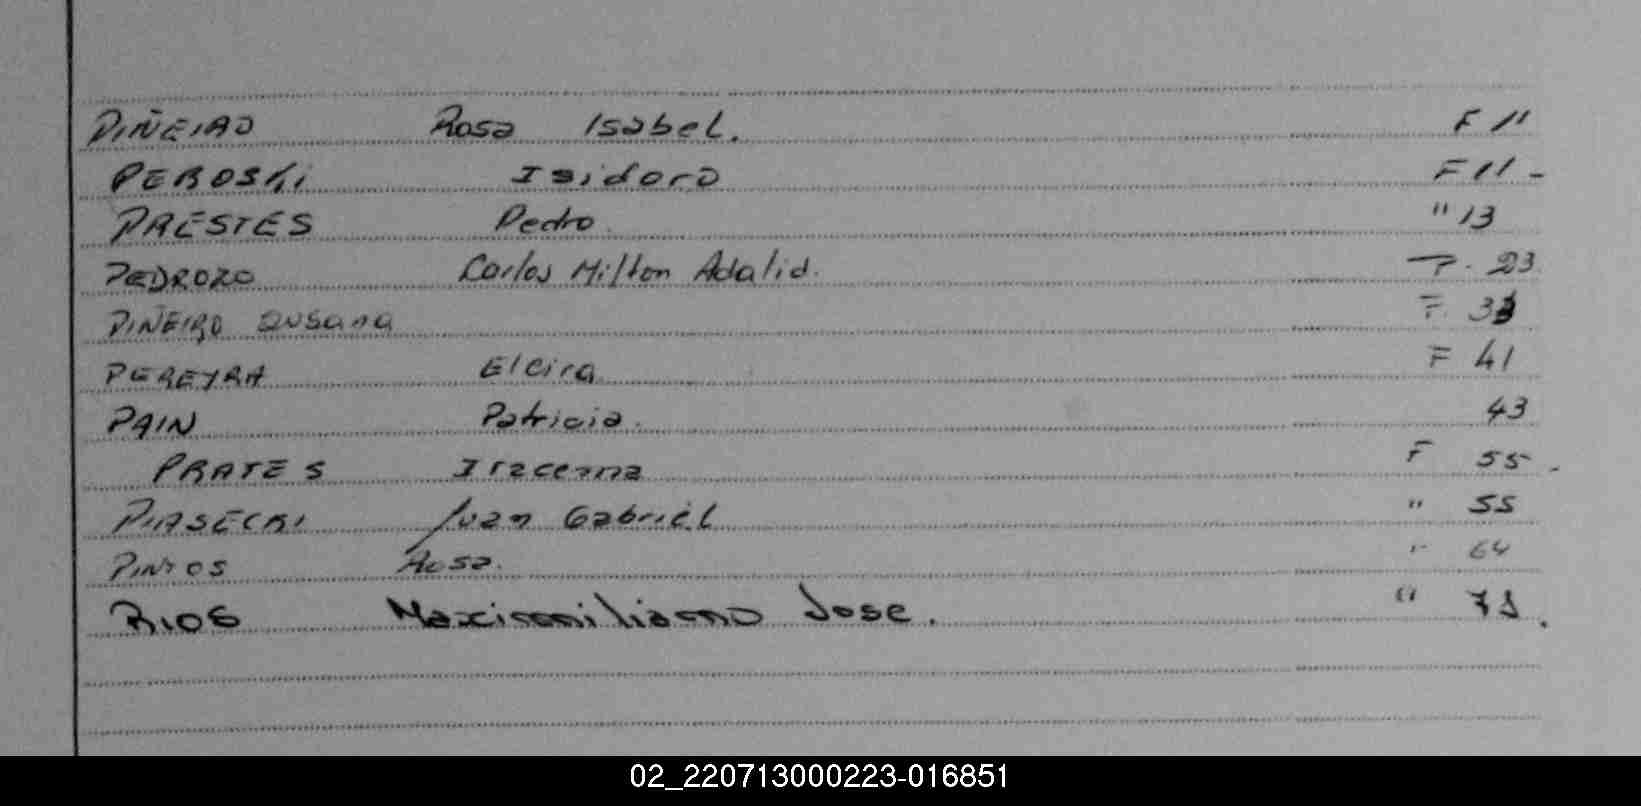 PIÑEIRO Rosa Isabel. F 11
PEROSKI Isidoro F 11 -
PRESTES Pedro " 13
PEDROZO Carlos Milton Adalid. F. 23
PIÑEIRO Susana F. 33
PEREYRA Elcira F 41
PAIN Patricia. 43
PRATES Iracema F 55 -
PIASECKI Juan Gabriel " 55
PINTOS Rosa. " 64
RIOS Maximiliano Jose. " 71.
02_220713000223-016851